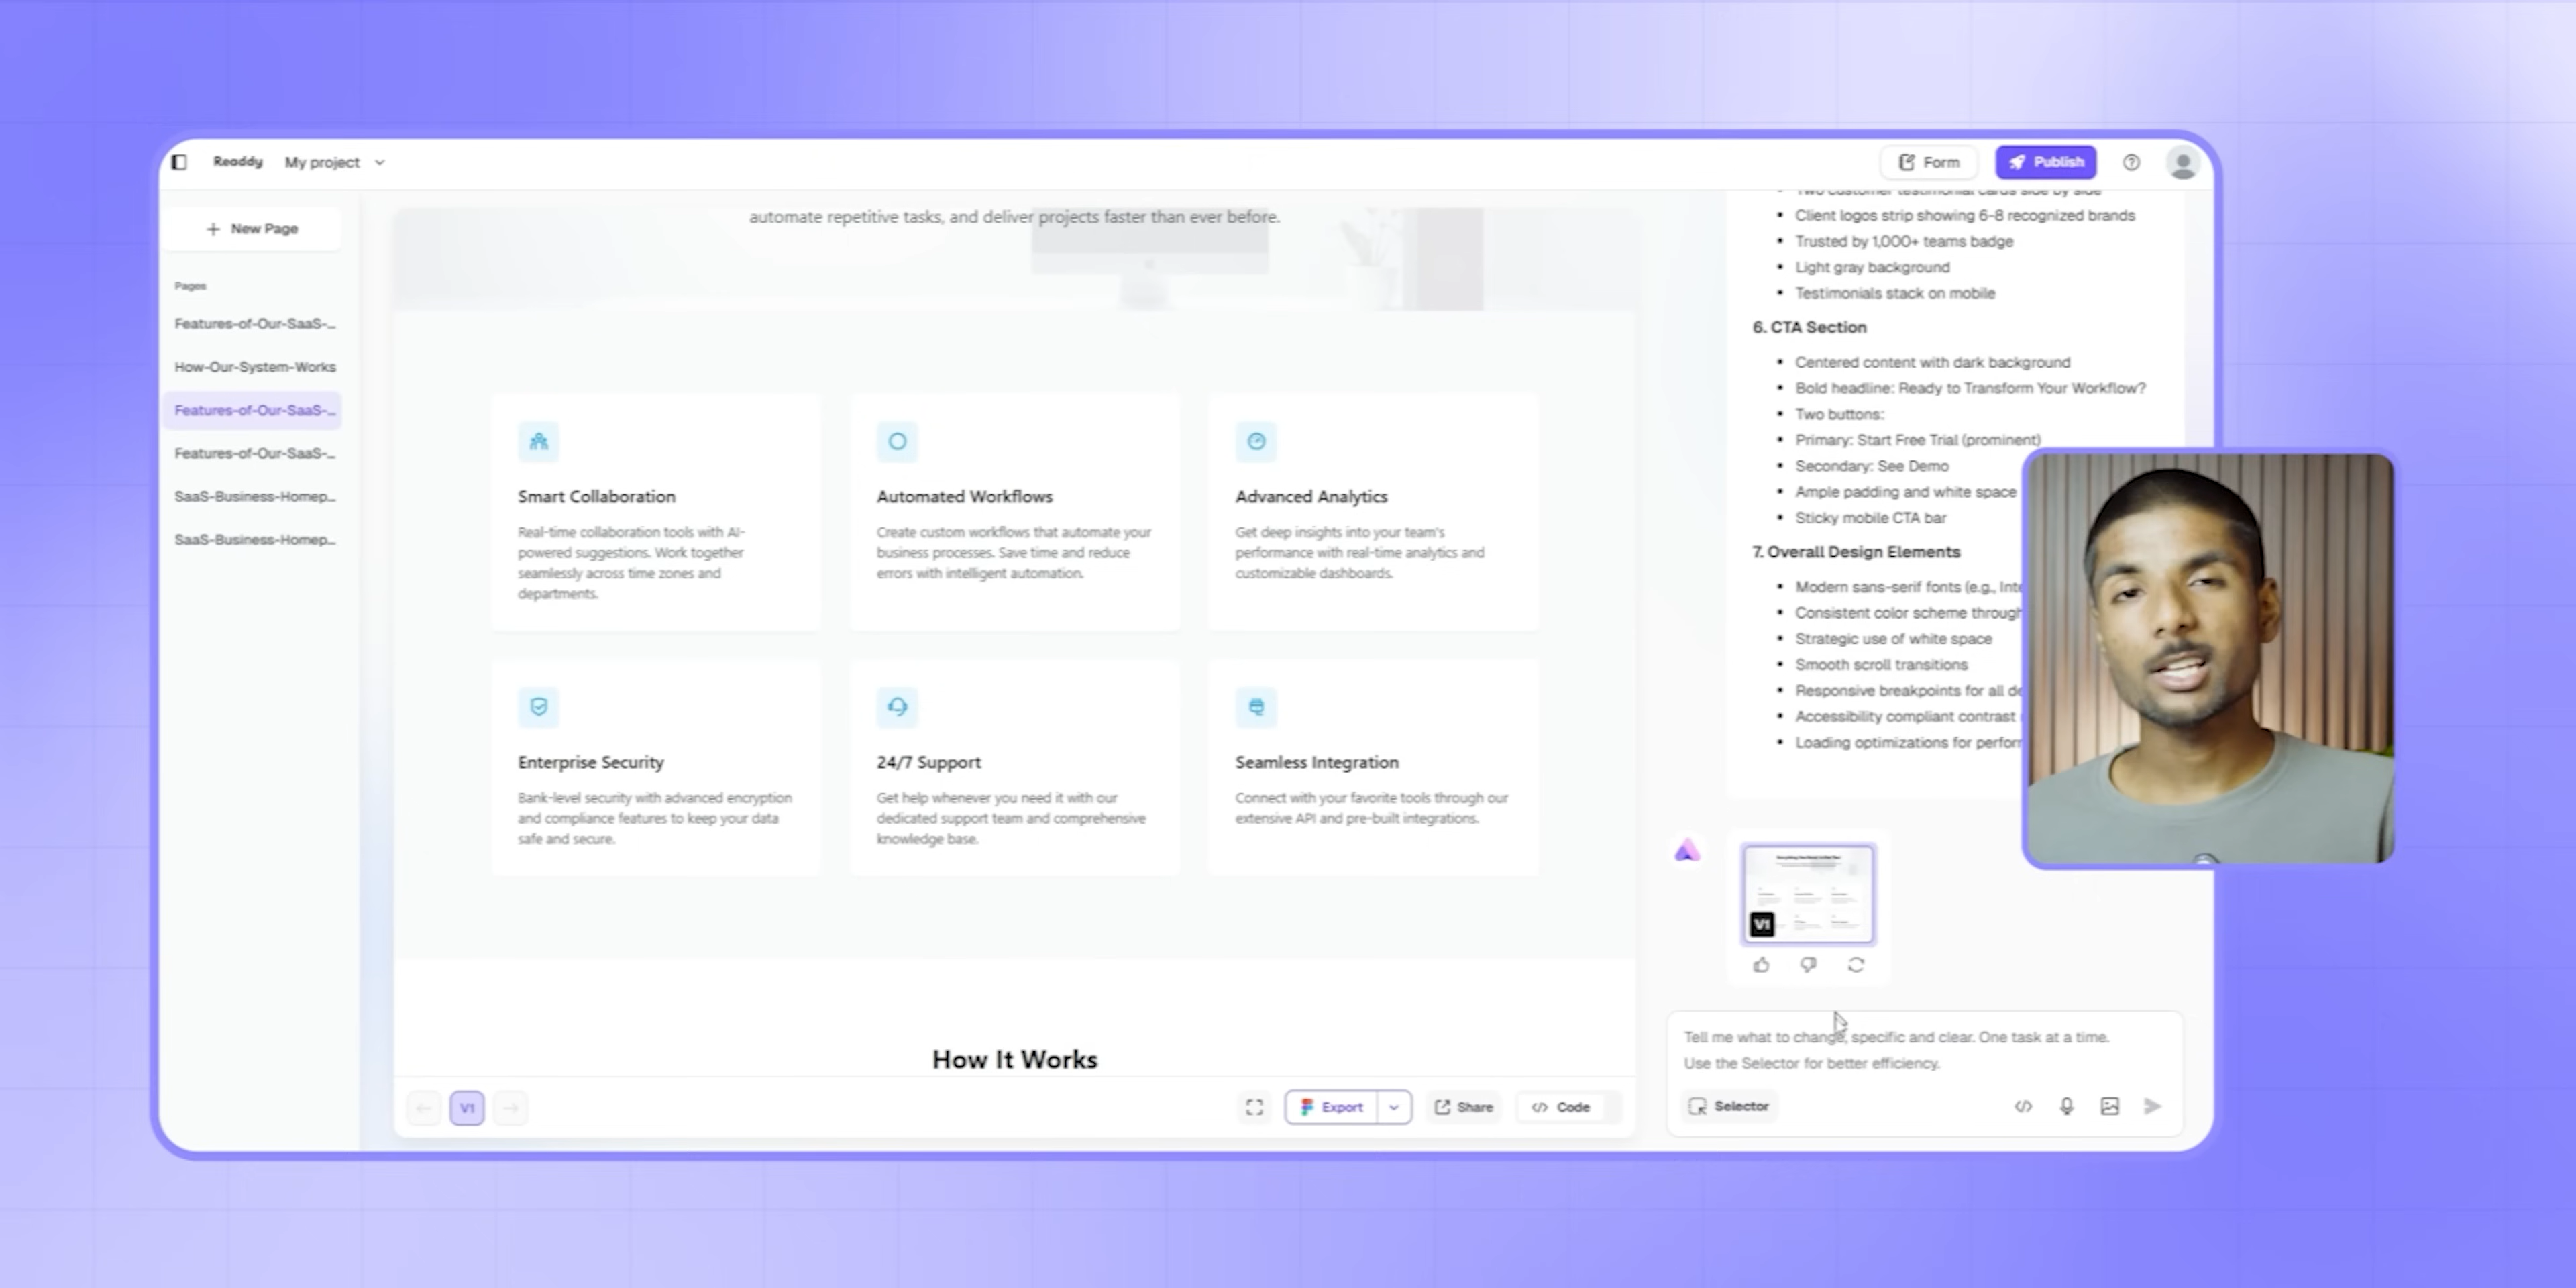 Readdy
My project
Form
Publish
New Page
Pages
Features-of-Our-SaaS-...
How-Our-System-Works
Features-of-Our-SaaS-...
Features-of-Our-SaaS-...
SaaS-Business-Homep...
SaaS-Business-Homep...
automate repetitive tasks, and deliver projects faster than ever before.
Smart Collaboration
Real-time collaboration tools with AI-
powered suggestions. Work together
seamlessly across time zones and
departments.
Automated Workflows
Create custom workflows that automate your
business processes. Save time and reduce
errors with intelligent automation.
Advanced Analytics
Get deep insights into your team's
performance with real-time analytics and
customizable dashboards.
Enterprise Security
Bank-level security with advanced encryption
and compliance features to keep your data
safe and secure.
24/7 Support
Get help whenever you need it with our
dedicated support team and comprehensive
knowledge base.
Seamless Integration
Connect with your favorite tools through our
extensive API and pre-built integrations.
How It Works
V1
Export
Share
Code
Two customer testimonial cards side by side
Client logos strip showing 6-8 recognized brands
Trusted by 1,000+ teams badge
Light gray background
Testimonials stack on mobile
6. CTA Section
Centered content with dark background
Bold headline: Ready to Transform Your Workflow?
Two buttons:
Primary: Start Free Trial (prominent)
Secondary: See Demo
Ample padding and white space
Sticky mobile CTA bar
7. Overall Design Elements
Modern sans-serif fonts (e.g., Inte
Consistent color scheme through
Strategic use of white space
Smooth scroll transitions
Responsive breakpoints for all de
Accessibility compliant contrast
Loading optimizations for perforn
V1
Tell me what to change, specific and clear. One task at a time.
Use the Selector for better efficiency.
Selector